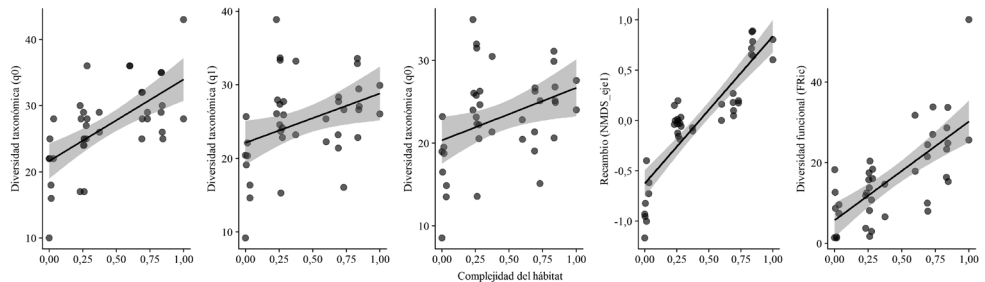 Diversidad taxonómica (q0)
40
30
20
10
0,00 0,25 0,50 0,75 1,00
Diversidad taxonómica (q1)
40
30
20
10
0,00 0,25 0,50 0,75 1,00
Diversidad taxonómica (q0)
30
20
10
0,00 0,25 0,50 0,75 1,00
Recambio (NMDS_eje1)
1,0
0,5
0,0
-0,5
-1,0
0,00 0,25 0,50 0,75 1,00
Diversidad funcional (FRic)
40
20
0
0,00 0,25 0,50 0,75 1,00
Complejidad del hábitat